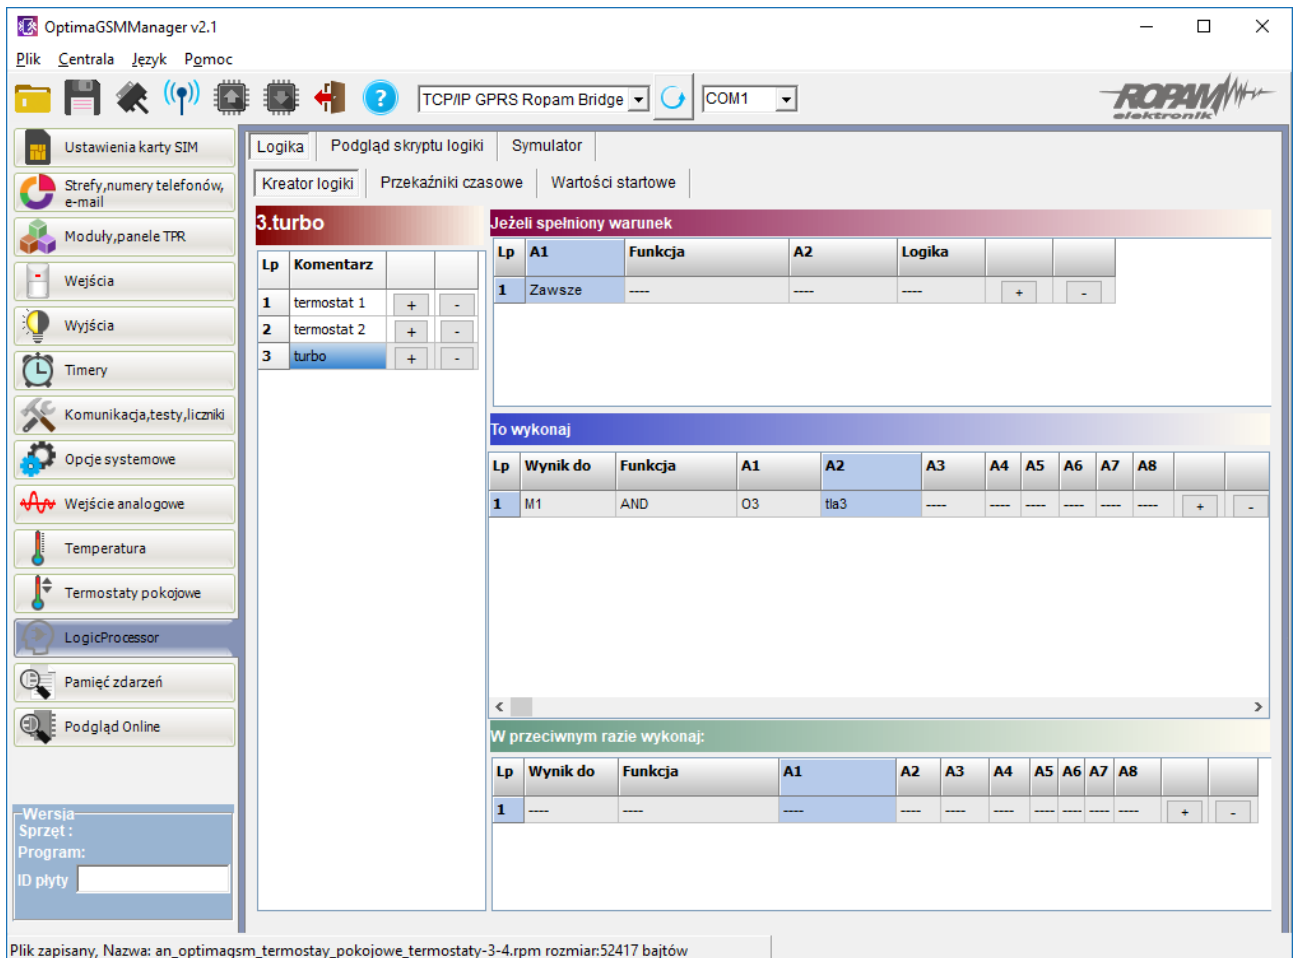 OptimaGSMManager v2.1
Plik Centrala Język Pomoc
TCP/IP GPRS Ropam Bridge COM1
ROPAM
elektronik
Ustawienia karty SIM
Strefy,numery telefonów,
e-mail
Moduły,panele TPR
Wejścia
Wyjścia
Timery
Komunikacja,testy,liczniki
Opcje systemowe
Wejście analogowe
Temperatura
Termostaty pokojowe
LogicProcessor
Pamięć zdarzeń
Podgląd Online
Wersja
Sprzęt :
Program:
ID płyty
Logika Podgląd skryptu logiki Symulator
Kreator logiki Przekaźniki czasowe Wartości startowe
3.turbo
Lp Komentarz
1 termostat 1 + -
2 termostat 2 + -
3 turbo + -
Jeżeli spełniony warunek
Lp A1 Funkcja A2 Logika
1 Zawsze ---- ---- ---- + -
To wykonaj
Lp Wynik do Funkcja A1 A2 A3 A4 A5 A6 A7 A8
1 M1 AND O3 tla3 ---- ---- ---- ---- ---- ---- + -
W przeciwnym razie wykonaj:
Lp Wynik do Funkcja A1 A2 A3 A4 A5 A6 A7 A8
1 ---- ---- ---- ---- ---- ---- ---- ---- ---- ---- + -
Plik zapisany, Nazwa: an_optimagsm_termostay_pokojowe_termostaty-3-4.rpm rozmiar:52417 bajtów